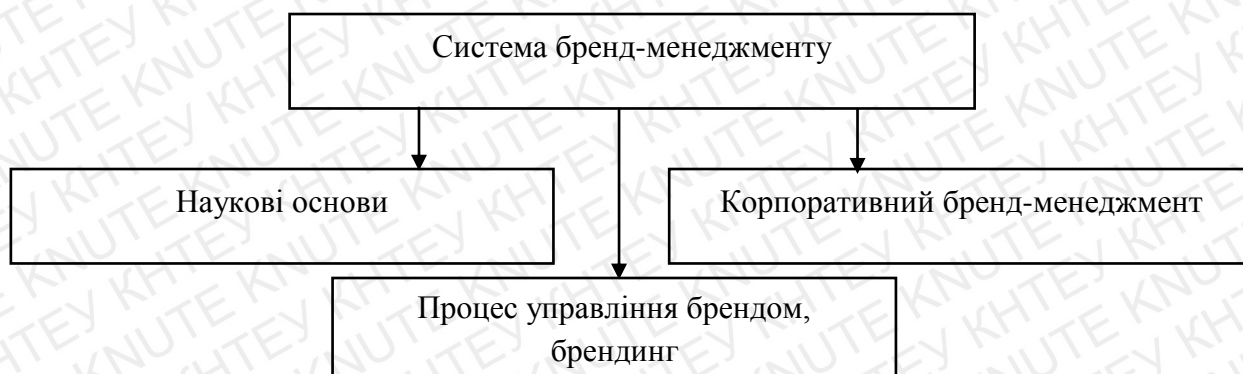 Система бренд-менеджменту
Наукові основи
Корпоративний бренд-менеджмент
Процес управління брендом,
брендинг